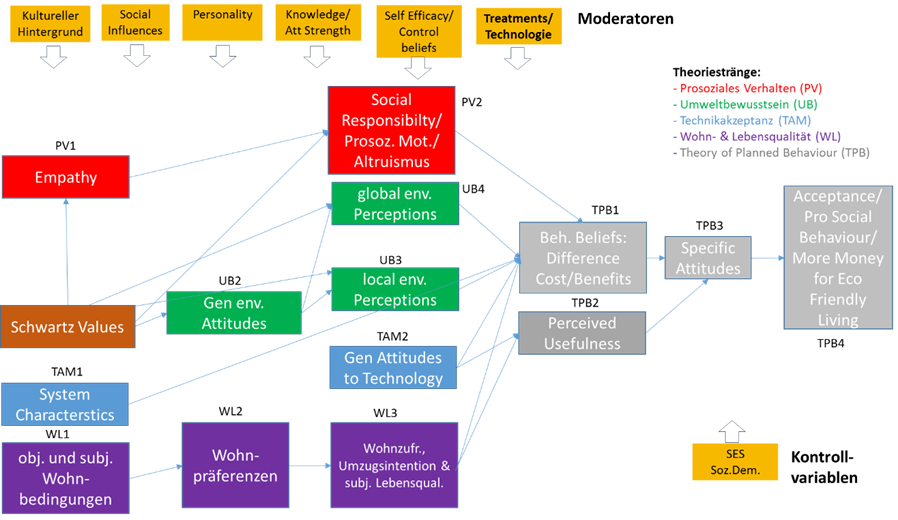 Kultureller
Hintergrund
Social
Influences
Personality
Knowledge/
Att Strength
Self Efficacy/
Control
beliefs
Treatments/
Technologie
Moderatoren
Theoriestränge:
- Prosoziales Verhalten (PV)
- Umweltbewusstsein (UB)
- Technikakzeptanz (TAM)
- Wohn- & Lebensqualität (WL)
- Theory of Planned Behaviour (TPB)
PV1
Empathy
Social
Responsibilty/
Prosoz. Mot./
Altruismus
PV2
global env.
Perceptions
UB4
UB3
local env.
Perceptions
UB2
Gen env.
Attitudes
Schwartz Values
TAM1
System
Characterstics
TAM2
Gen Attitudes
to Technology
WL1
obj. und subj.
Wohn-
bedingungen
WL2
Wohn-
präferenzen
WL3
Wohnzufr.,
Umzugsintention &
subj. Lebensqual.
TPB1
Beh. Beliefs:
Difference
Cost/Benefits
TPB2
Perceived
Usefulness
TPB3
Specific
Attitudes
Acceptance/
Pro Social
Behaviour/
More Money
for Eco
Friendly
Living
TPB4
SES
Soz.Dem.
Kontroll-
variablen